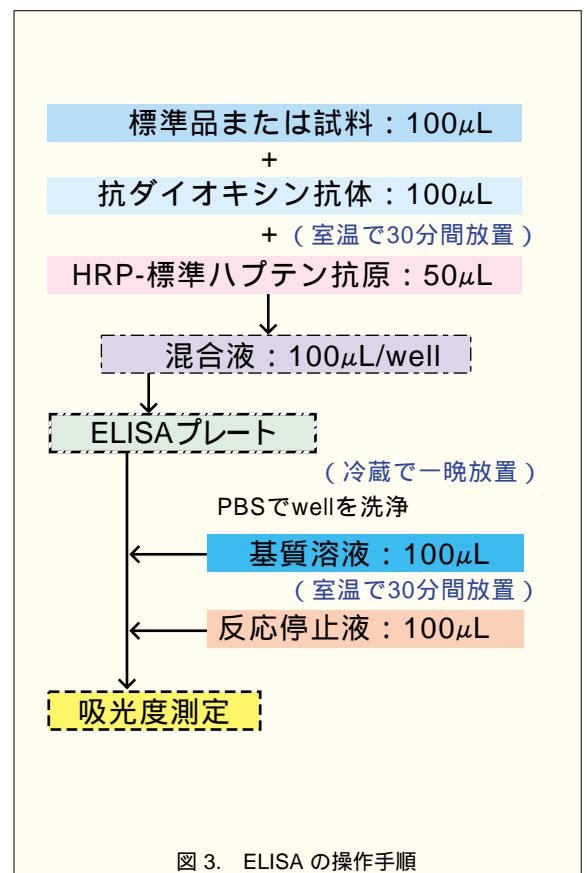 標準品または試料：100μL
+
抗ダイオキシン抗体：100μL
+（室温で30分間放置）
HRP-標準ハプテン抗原：50μL
混合液：100μL/well
ELISAプレート
（冷蔵で一晩放置）
PBSでwellを洗浄
基質溶液：100μL
（室温で30分間放置）
反応停止液：100μL
吸光度測定
図 3. ELISA の操作手順